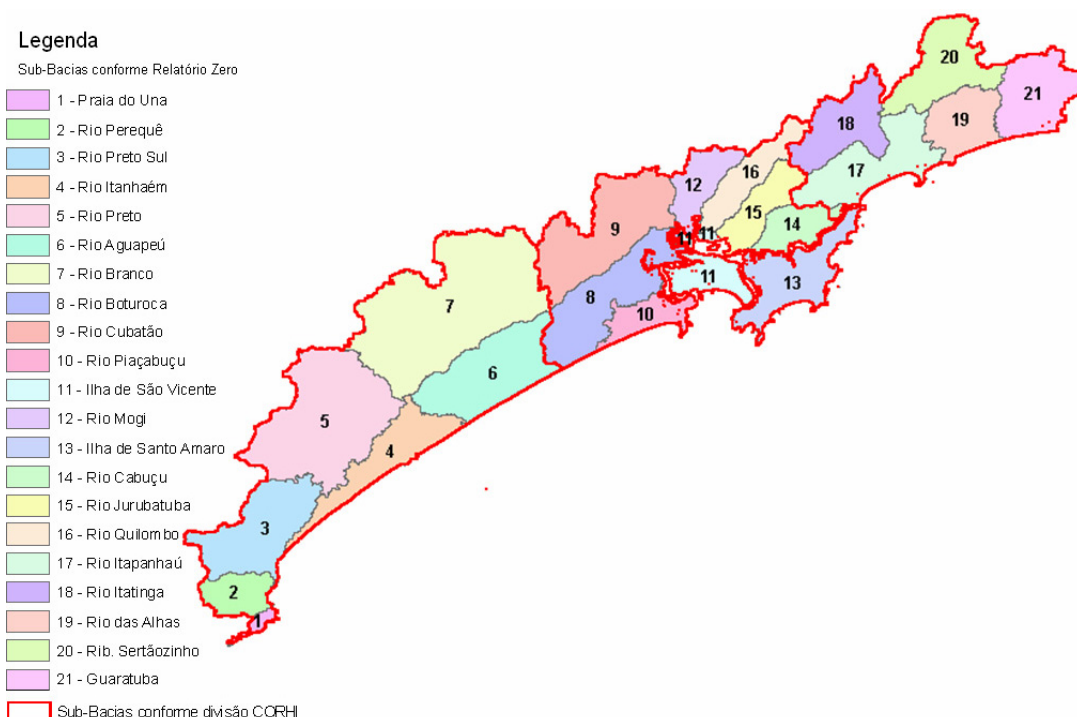 Legenda
Sub-Bacias conforme Relatório Zero
1 - Praia do Una
2 - Rio Perequê
3 - Rio Preto Sul
4 - Rio Itanhaém
5 - Rio Preto
6 - Rio Aguapeú
7 - Rio Branco
8 - Rio Boturoca
9 - Rio Cubatão
10 - Rio Piaçabuçu
11 - Ilha de São Vicente
12 - Rio Mogi
13 - Ilha de Santo Amaro
14 - Rio Cabuçu
15 - Rio Jurubatuba
16 - Rio Quilombo
17 - Rio Itapanhaú
18 - Rio Itatinga
19 - Rio das Alhas
20 - Rib. Sertãozinho
21 - Guaratuba
Sub-Bacias conforme divisão CORHI
20
21
18
19
16
17
12
15
14
9
11
11
11
13
8
10
7
6
5
4
3
2
1